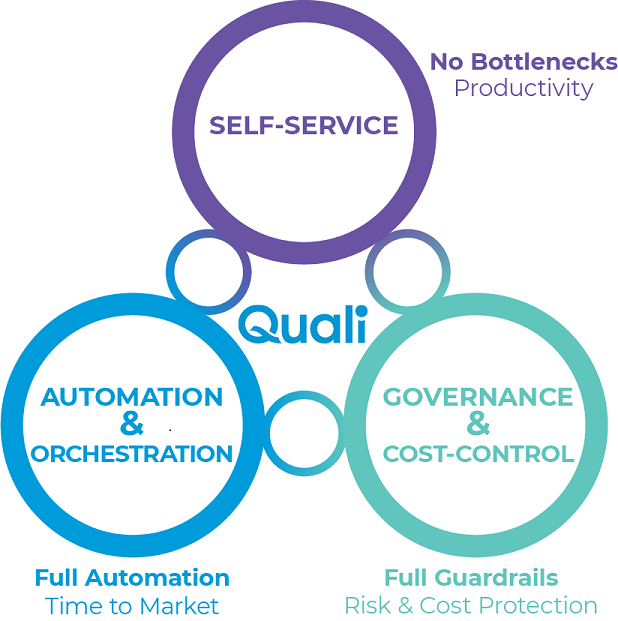 No Bottlenecks
Productivity
SELF-SERVICE
Quali
AUTOMATION
&
ORCHESTRATION
GOVERNANCE
&
COST-CONTROL
Full Automation
Time to Market
Full Guardrails
Risk & Cost Protection